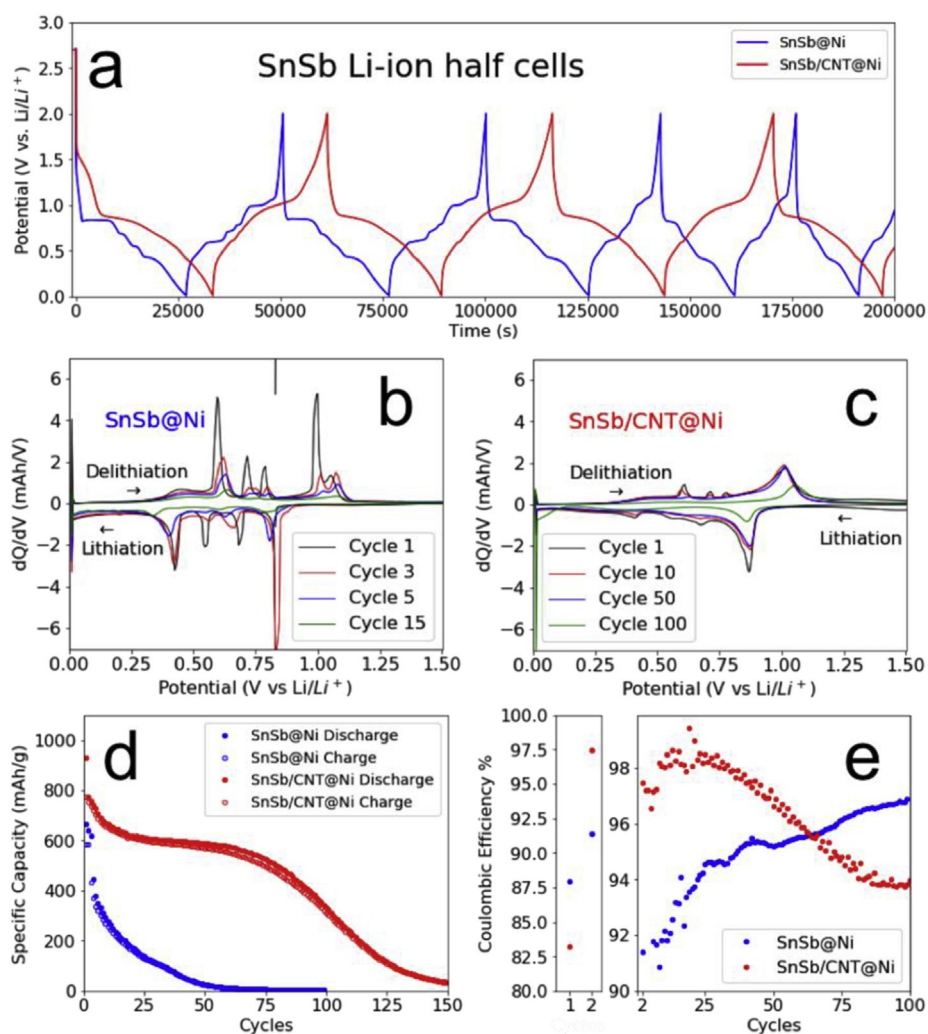 3.0
2.5
2.0
1.5
1.0
0.5
0.0
Potential (V vs. Li/Li⁺)
a
SnSb Li-ion half cells
SnSb@Ni
SnSb/CNT@Ni
0 25000 50000 75000 100000 125000 150000 175000 200000
Time (s)
6
4
2
0
−2
−4
−6
dQ/dV (mAh/V)
b
SnSb@Ni
Delithiation
→
←
Lithiation
Cycle 1
Cycle 3
Cycle 5
Cycle 15
0.00 0.25 0.50 0.75 1.00 1.25 1.50
Potential (V vs Li/Li⁺)
6
4
2
0
−2
−4
−6
dQ/dV (mAh/V)
c
SnSb/CNT@Ni
Delithiation
→
←
Lithiation
Cycle 1
Cycle 10
Cycle 50
Cycle 100
0.00 0.25 0.50 0.75 1.00 1.25 1.50
Potential (V vs Li/Li⁺)
1000
800
600
400
200
0
Specific Capacity (mAh/g)
d
SnSb@Ni Discharge
SnSb@Ni Charge
SnSb/CNT@Ni Discharge
SnSb/CNT@Ni Charge
0 25 50 75 100 125 150
Cycles
100.0
97.5
95.0
92.5
90.0
87.5
85.0
82.5
80.0
Coulombic Efficiency %
1 2
Cycles
98
96
94
91
90
e
SnSb@Ni
SnSb/CNT@Ni
2 25 50 75 100
Cycles